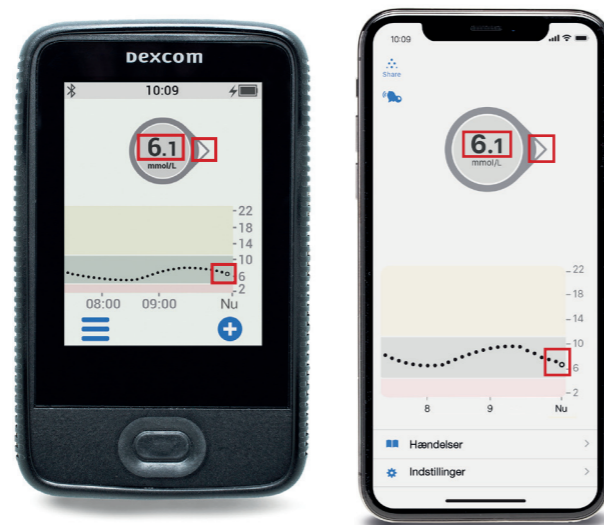 Dexcom
10:09
6.1
mmol/L
22
18
14
10
6
2
08:00
09:00
Nu
10:09
Share
6.1
mmol/L
22
18
14
10
6
2
8
9
Nu
Hændelser
Indstillinger